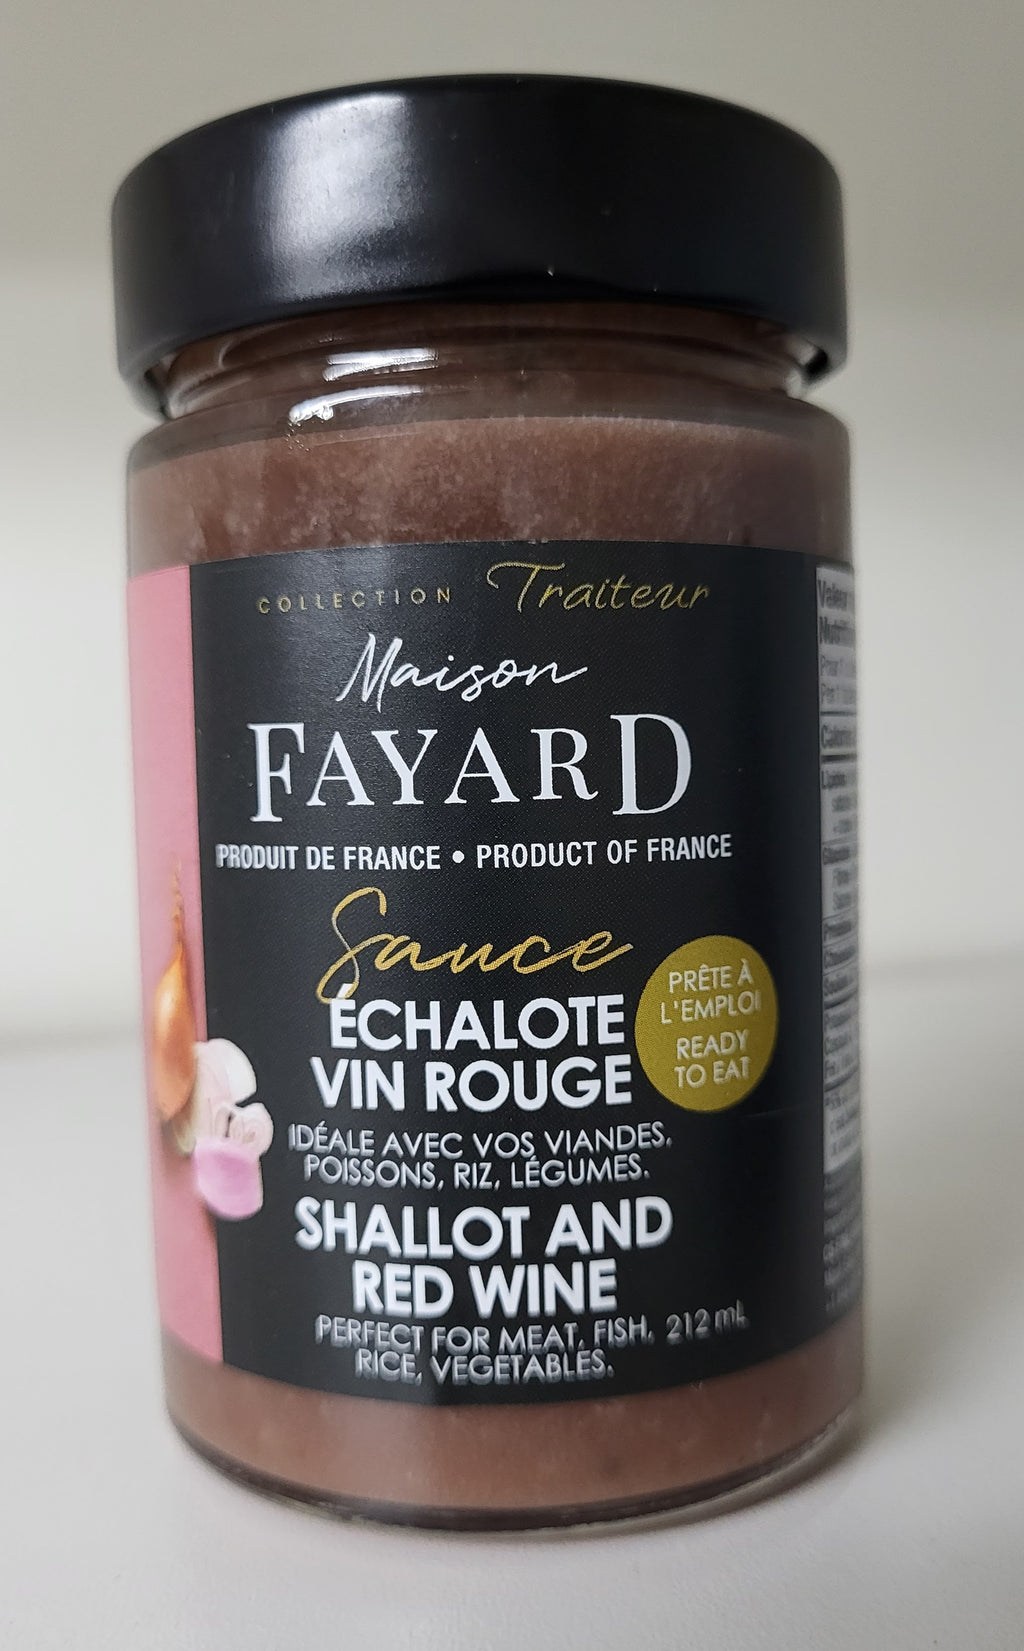 COLLECTION Traiteur
Maison
FAYARD
PRODUIT DE FRANCE • PRODUCT OF FRANCE
Sauce
ÉCHALOTE
VIN ROUGE
PRÊTE À
L'EMPLOI
READY
TO EAT
IDÉALE AVEC VOS VIANDES,
POISSONS, RIZ, LÉGUMES.
SHALLOT AND
RED WINE
PERFECT FOR MEAT, FISH, 212 mL
RICE, VEGETABLES.